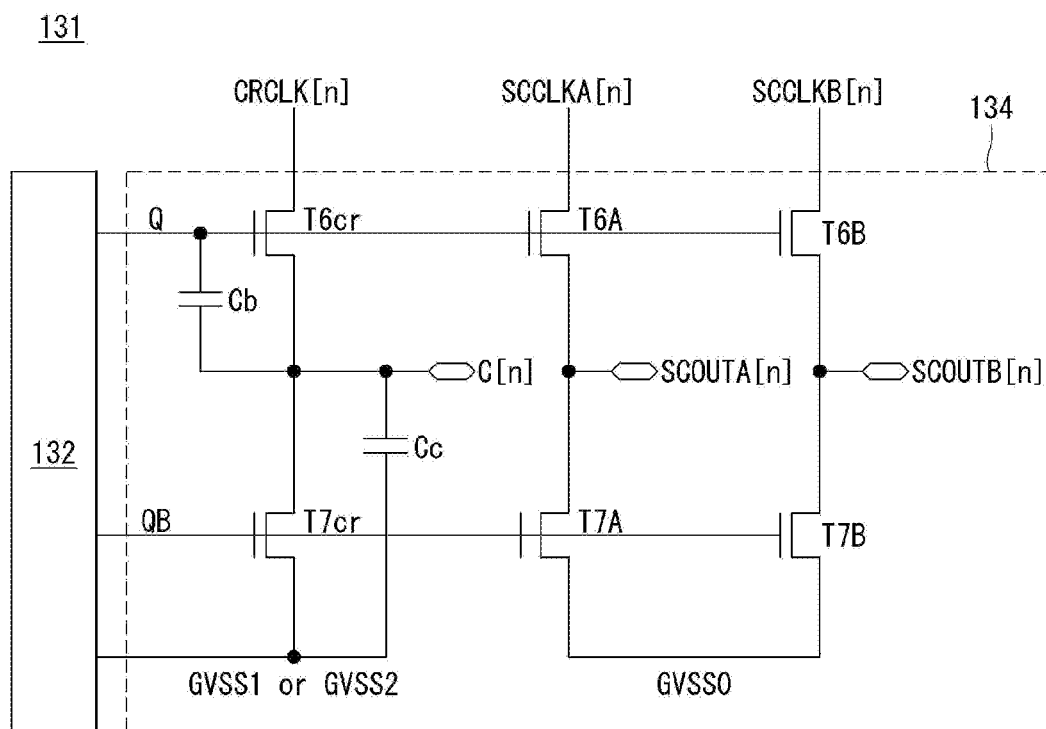 131
CRCLK[n] SCCLKA[n] SCCLKB[n]
134
Q T6cr T6A T6B
Cb
C[n] SCOUTA[n] SCOUTB[n]
132 Cc
QB T7cr T7A T7B
GVSS1 or GVSS2 GVSS0